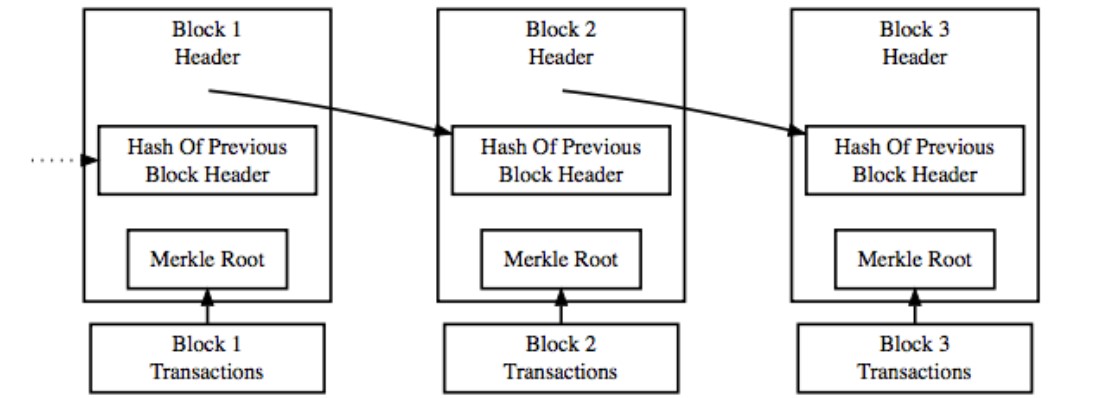 Block 1
Header
Hash Of Previous
Block Header
Merkle Root
Block 1
Transactions
Block 2
Header
Hash Of Previous
Block Header
Merkle Root
Block 2
Transactions
Block 3
Header
Hash Of Previous
Block Header
Merkle Root
Block 3
Transactions